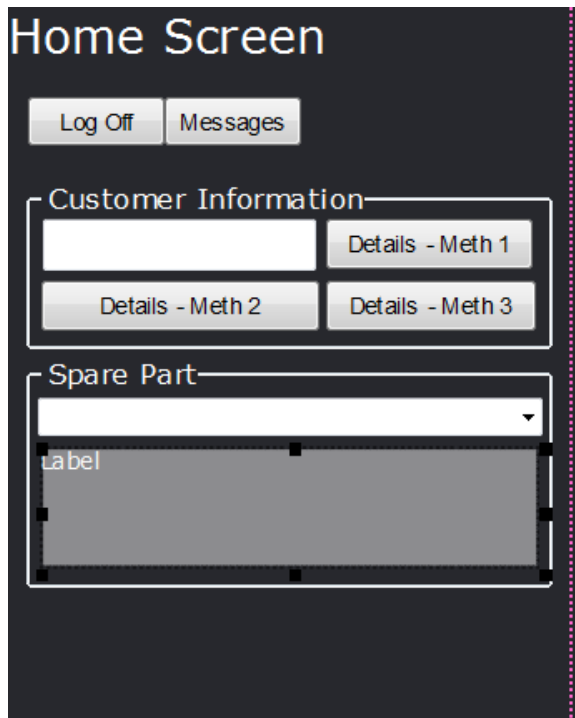 Home Screen
Log Off Messages
Customer Information
Details - Meth 1
Details - Meth 2 Details - Meth 3
Spare Part
Label